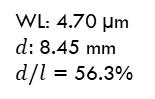 WL: 4.70 μm
d: 8.45 mm
d/l = 56.3%